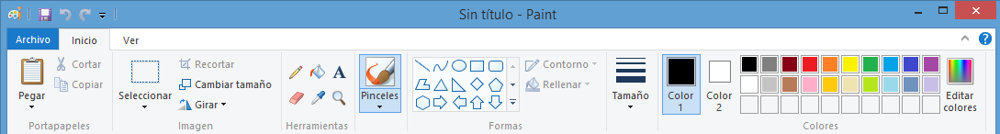 Sin título - Paint
Archivo Inicio Ver
Pegar
Cortar
Copiar
Portapapeles
Seleccionar
Recortar
Cambiar tamaño
Girar
Imagen
A
Herramientas
Pinceles
Contorno
Rellenar
Formas
Tamaño
Color
1
Color
2
Editar
colores
Colores